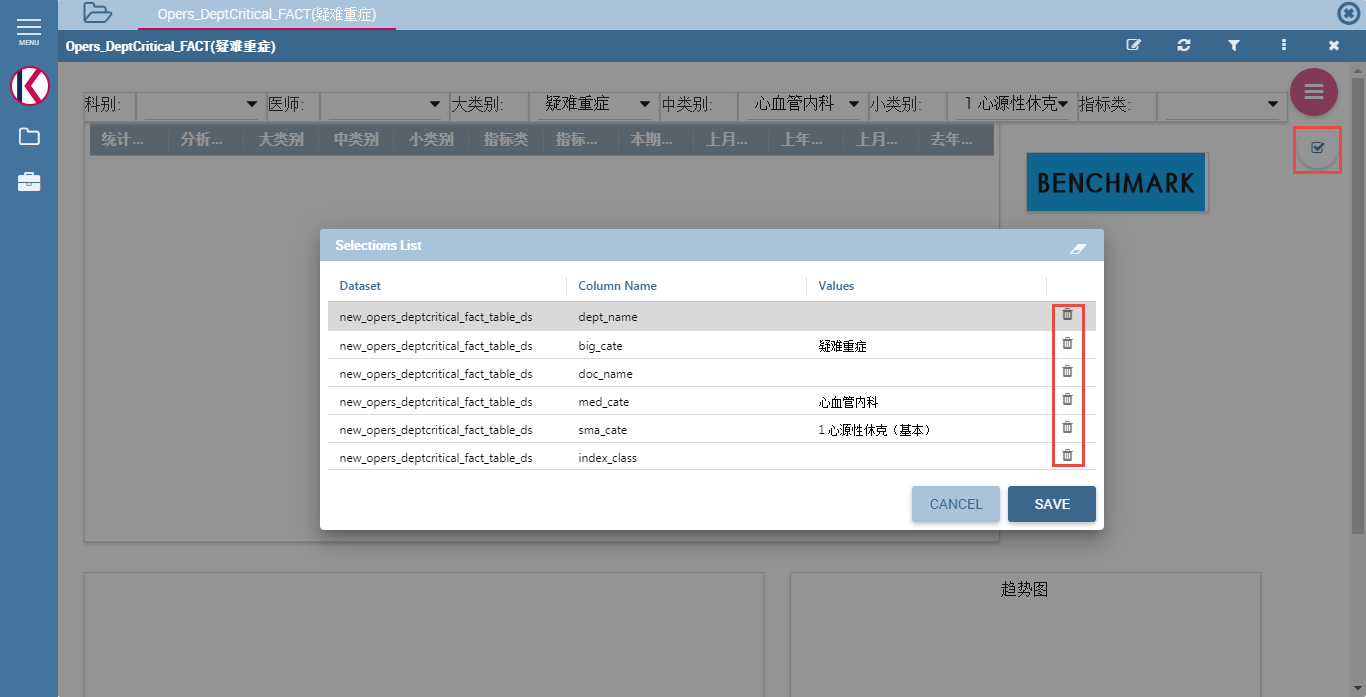 Opers_DeptCritical_FACT(疑难重症)
MENU
Opers_DeptCritical_FACT(疑难重症)
科别: 医师: 大类别: 疑难重症 中类别: 心血管内科 小类别: 1 心源性休克 指标类:
统计... 分析... 大类别 中类别 小类别 指标类 指标... 本期... 上月... 上年... 上月... 去年...
BENCHMARK
Selections List
Dataset Column Name Values
new_opers_deptcritical_fact_table_ds dept_name
new_opers_deptcritical_fact_table_ds big_cate 疑难重症
new_opers_deptcritical_fact_table_ds doc_name
new_opers_deptcritical_fact_table_ds med_cate 心血管内科
new_opers_deptcritical_fact_table_ds sma_cate 1 心源性休克（基本）
new_opers_deptcritical_fact_table_ds index_class
CANCEL SAVE
趋势图